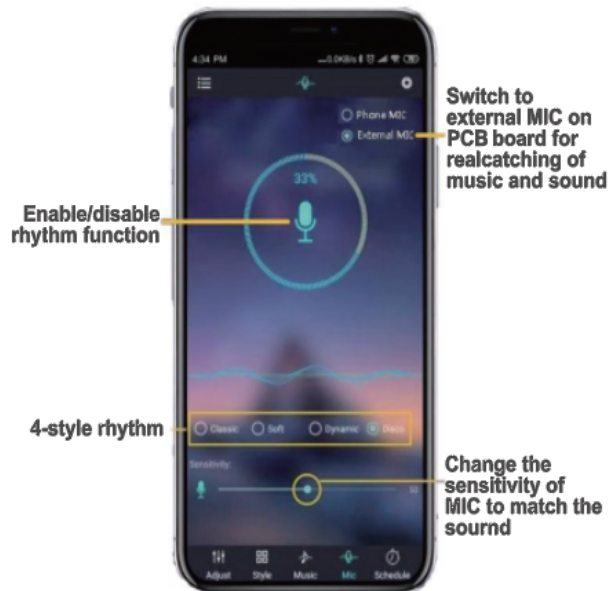 4:34 PM
...0.0KB/s
Phone MIC
External MIC
Switch to
external MIC on
PCB board for
realcatching of
music and sound
33%
Enable/disable
rhythm function
4-style rhythm
Classic Soft Dynamic Disco
Sensitivity:
Change the
sensitivity of
MIC to match the
sournd
Adjust Style Music Mic Schedule